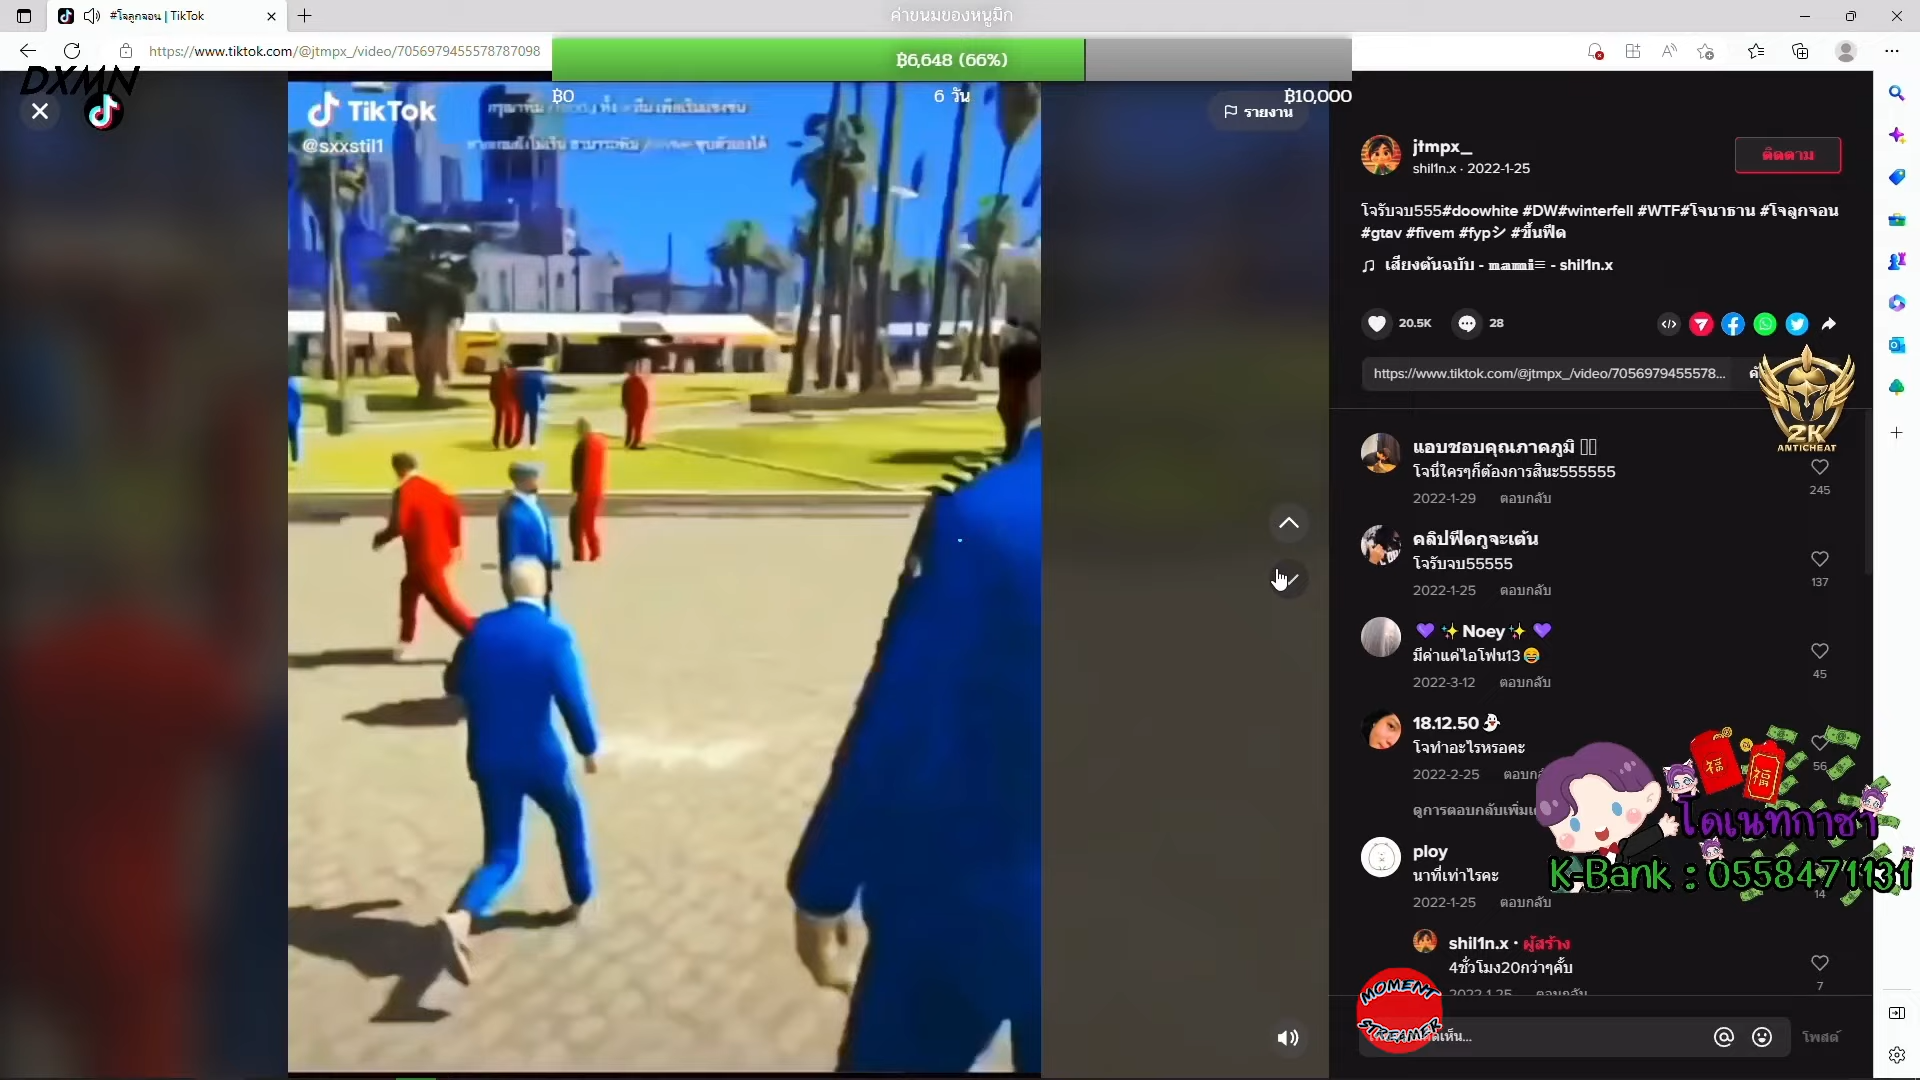 #โจลูกจอน | TikTok
ค่าขนมของหนูมิก
https://www.tiktok.com/@jtmpx_/video/7056979455578787098
฿6,648 (66%)
฿0
6 วัน
฿10,000
DXMN
TikTok
@sxxstil1
รายงาน
jtmpx_
shil1n.x · 2022-1-25
ติดตาม
โจรับจบ555#doowhite #DW#winterfell #WTF#โจนาธาน #โจลูกจอน
#gtav #fivem #fypシ #ขึ้นฟีด
เสียงต้นฉบับ - 𝖓𝖆𝖒𝖎≡ - shil1n.x
20.5K
28
https://www.tiktok.com/@jtmpx_/video/7056979455578...
2K
ANTICHEAT
แอบชอบคุณภาคภูมิ
โจนี่ใครๆก็ต้องการสินะ555555
2022-1-29 ตอบกลับ
245
คลิปฟีดกูจะเต้น
โจรับจบ55555
2022-1-25 ตอบกลับ
137
💜 ✨Noey✨ 💜
มีค่าแค่ไอโฟน13😂
2022-3-12 ตอบกลับ
45
18.12.50 👻
โจทำอะไรหรอคะ
2022-2-25
56
福
福
โดเนทกาชา
K-Bank : 0558471131
ploy
นาทีเท่าไรคะ
2022-1-25 ตอบกลับ
14
shil1n.x · ผู้สร้าง
4ชั่วโมง20กว่าๆคั้บ
2022-1-25 ตอบกลับ
7
MOMENT
STREAMER
โพสต์